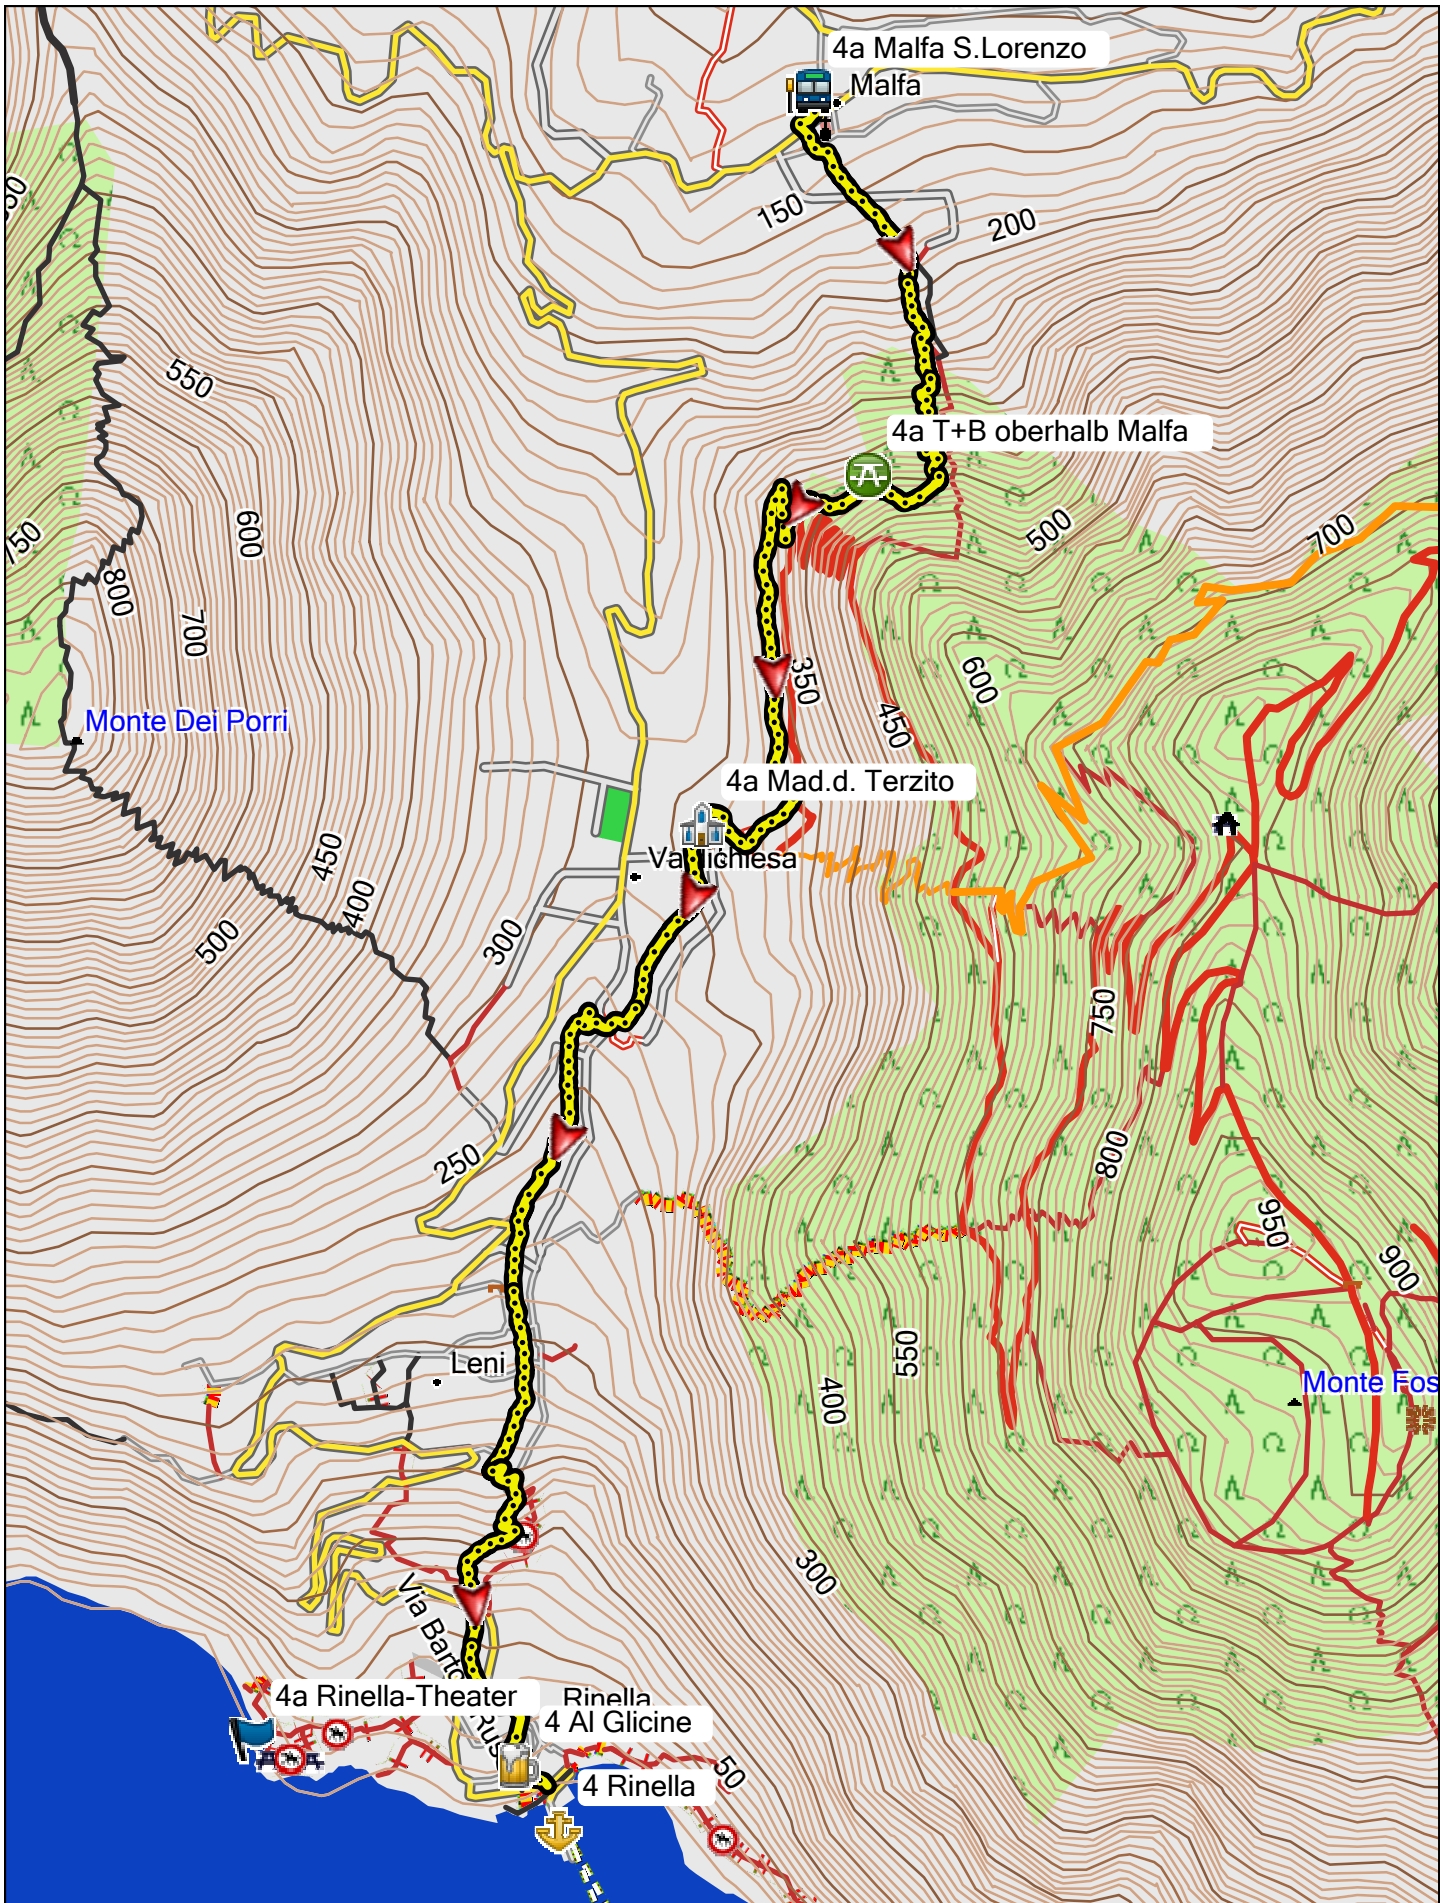 4a Malfa S.Lorenzo
Malfa
150
200
550
4a T+B oberhalb Malfa
500
700
750
600
800
700
350
600
450
Monte Dei Porri
4a Mad.d. Terzito
450
400
500
300
750
250
800
950
900
550
400
Leni
Monte Fos
300
Via Barto
4a Rinella-Theater
Rinella
4 Al Glicine
50
4 Rinella